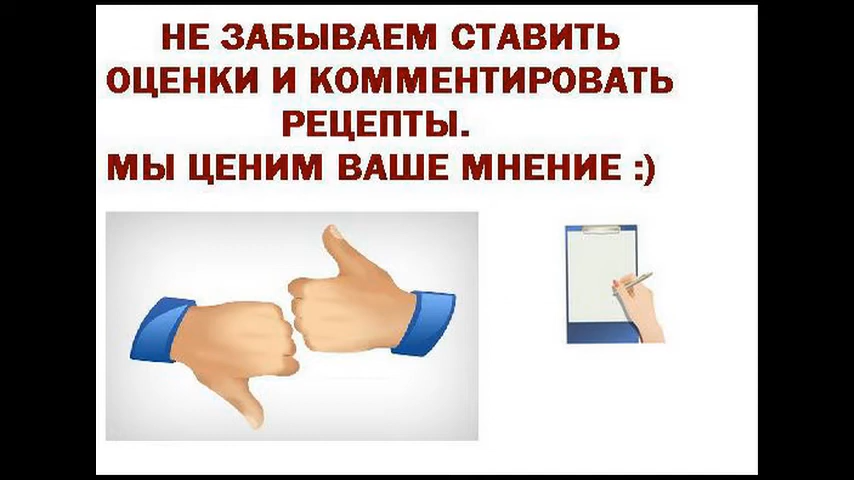 НЕ ЗАБЫВАЕМ СТАВИТЬ
ОЦЕНКИ И КОММЕНТИРОВАТЬ
РЕЦЕПТЫ.
МЫ ЦЕНИМ ВАШЕ МНЕНИЕ :)